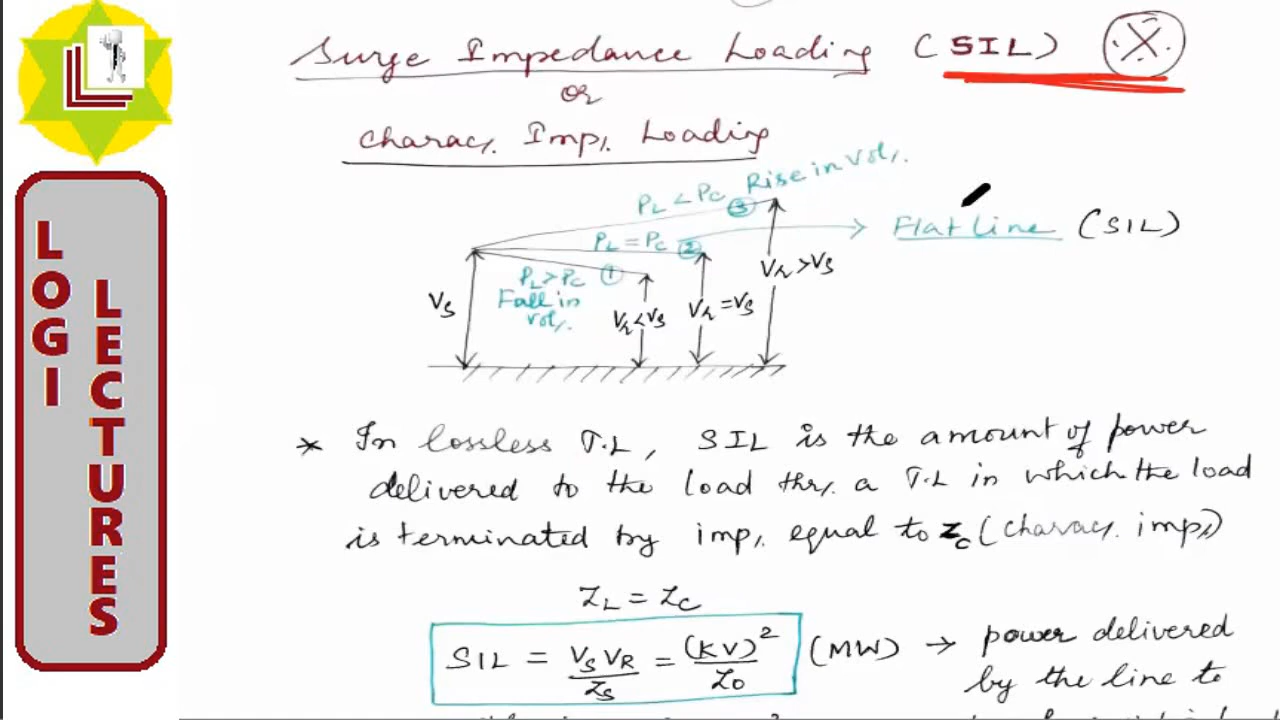 Surge Impedance Loading (SIL) X
or
Charac. Imp. Loading
PL < PC ③ Rise in Vol.
PL = PC ② Flat line (SIL)
PL > PC ①
Fall in
vol.
VS
Vr < VS
Vr = VS
Vr > VS
* In lossless T.L, SIL is the amount of power
delivered to the load thr. a T.L in which the load
is terminated by imp. equal to Zc (charac. imp.)
ZL = ZC
SIL = VS VR / ZS = (KV)² / Z0 (MW) → power delivered
by the line to
LOGI
LECTURES